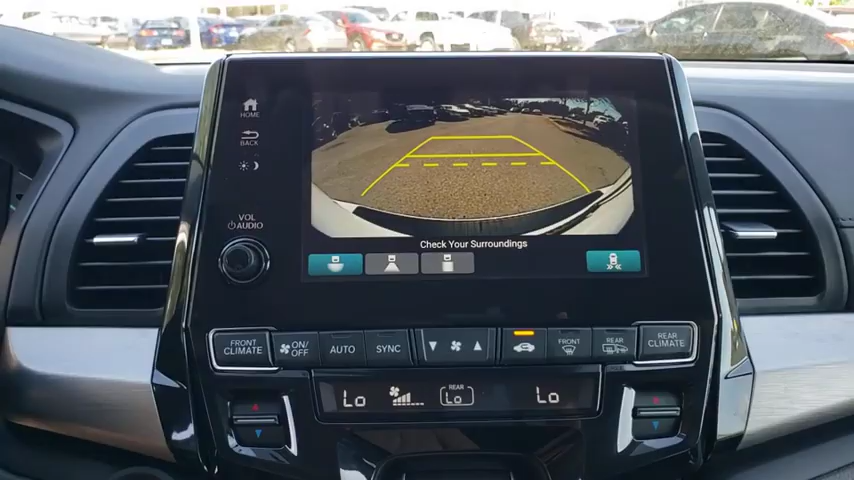 HOME
BACK
VOL
AUDIO
Check Your Surroundings
FRONT
CLIMATE
ON/
OFF
AUTO
SYNC
FRONT
REAR
REAR
CLIMATE
Lo
REAR
Lo
Lo